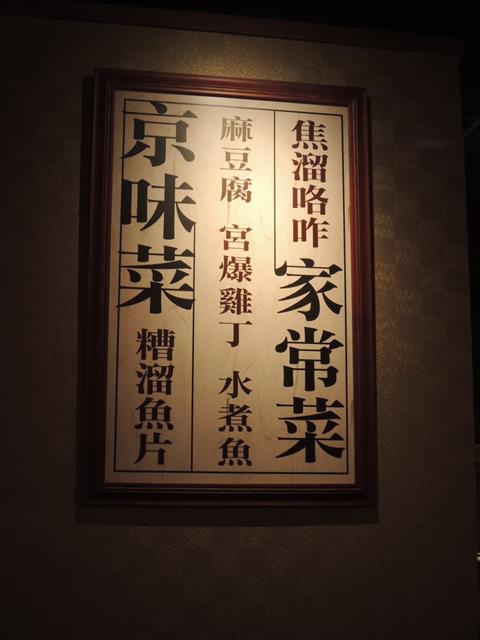 焦溜咯咋 家常菜
麻豆腐 宮爆雞丁 水煮魚
京味菜 糟溜魚片